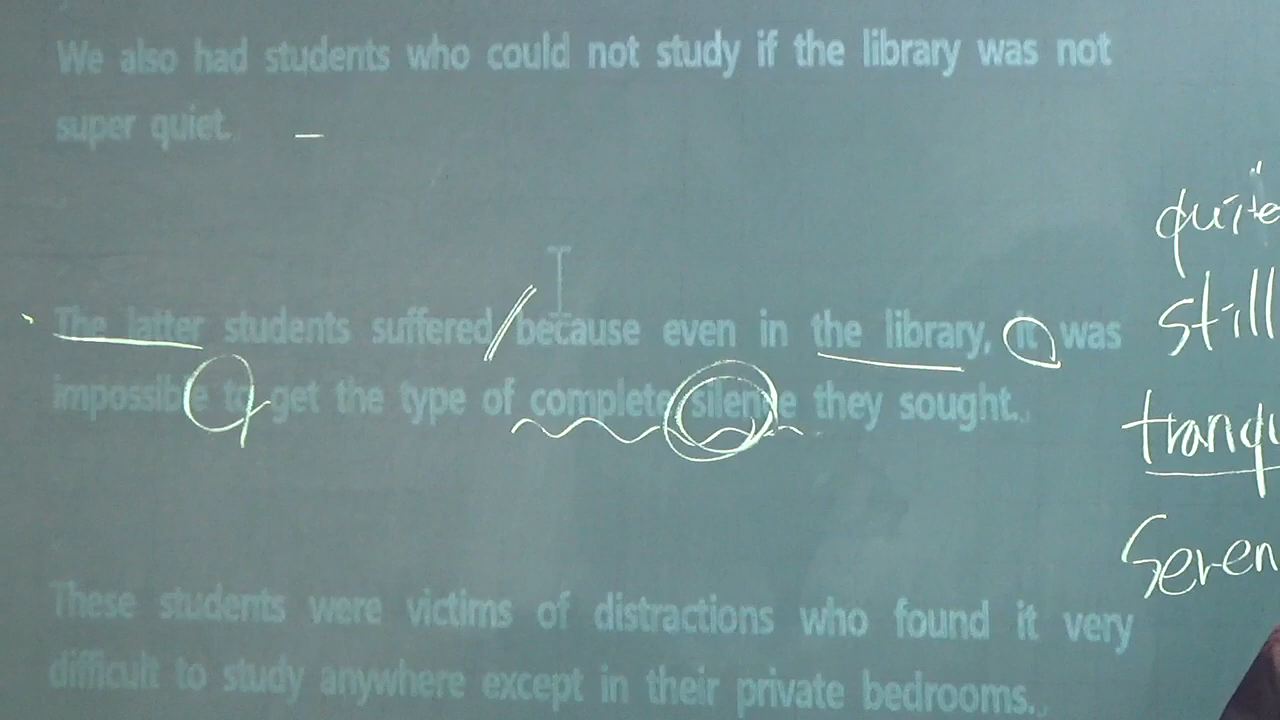 We also had students who could not study if the library was not
super quiet.
The latter students suffered because even in the library, it was
impossible to get the type of complete silence they sought.
These students were victims of distractions who found it very
difficult to study anywhere except in their private bedrooms.
quite
still
tranqu
Seren